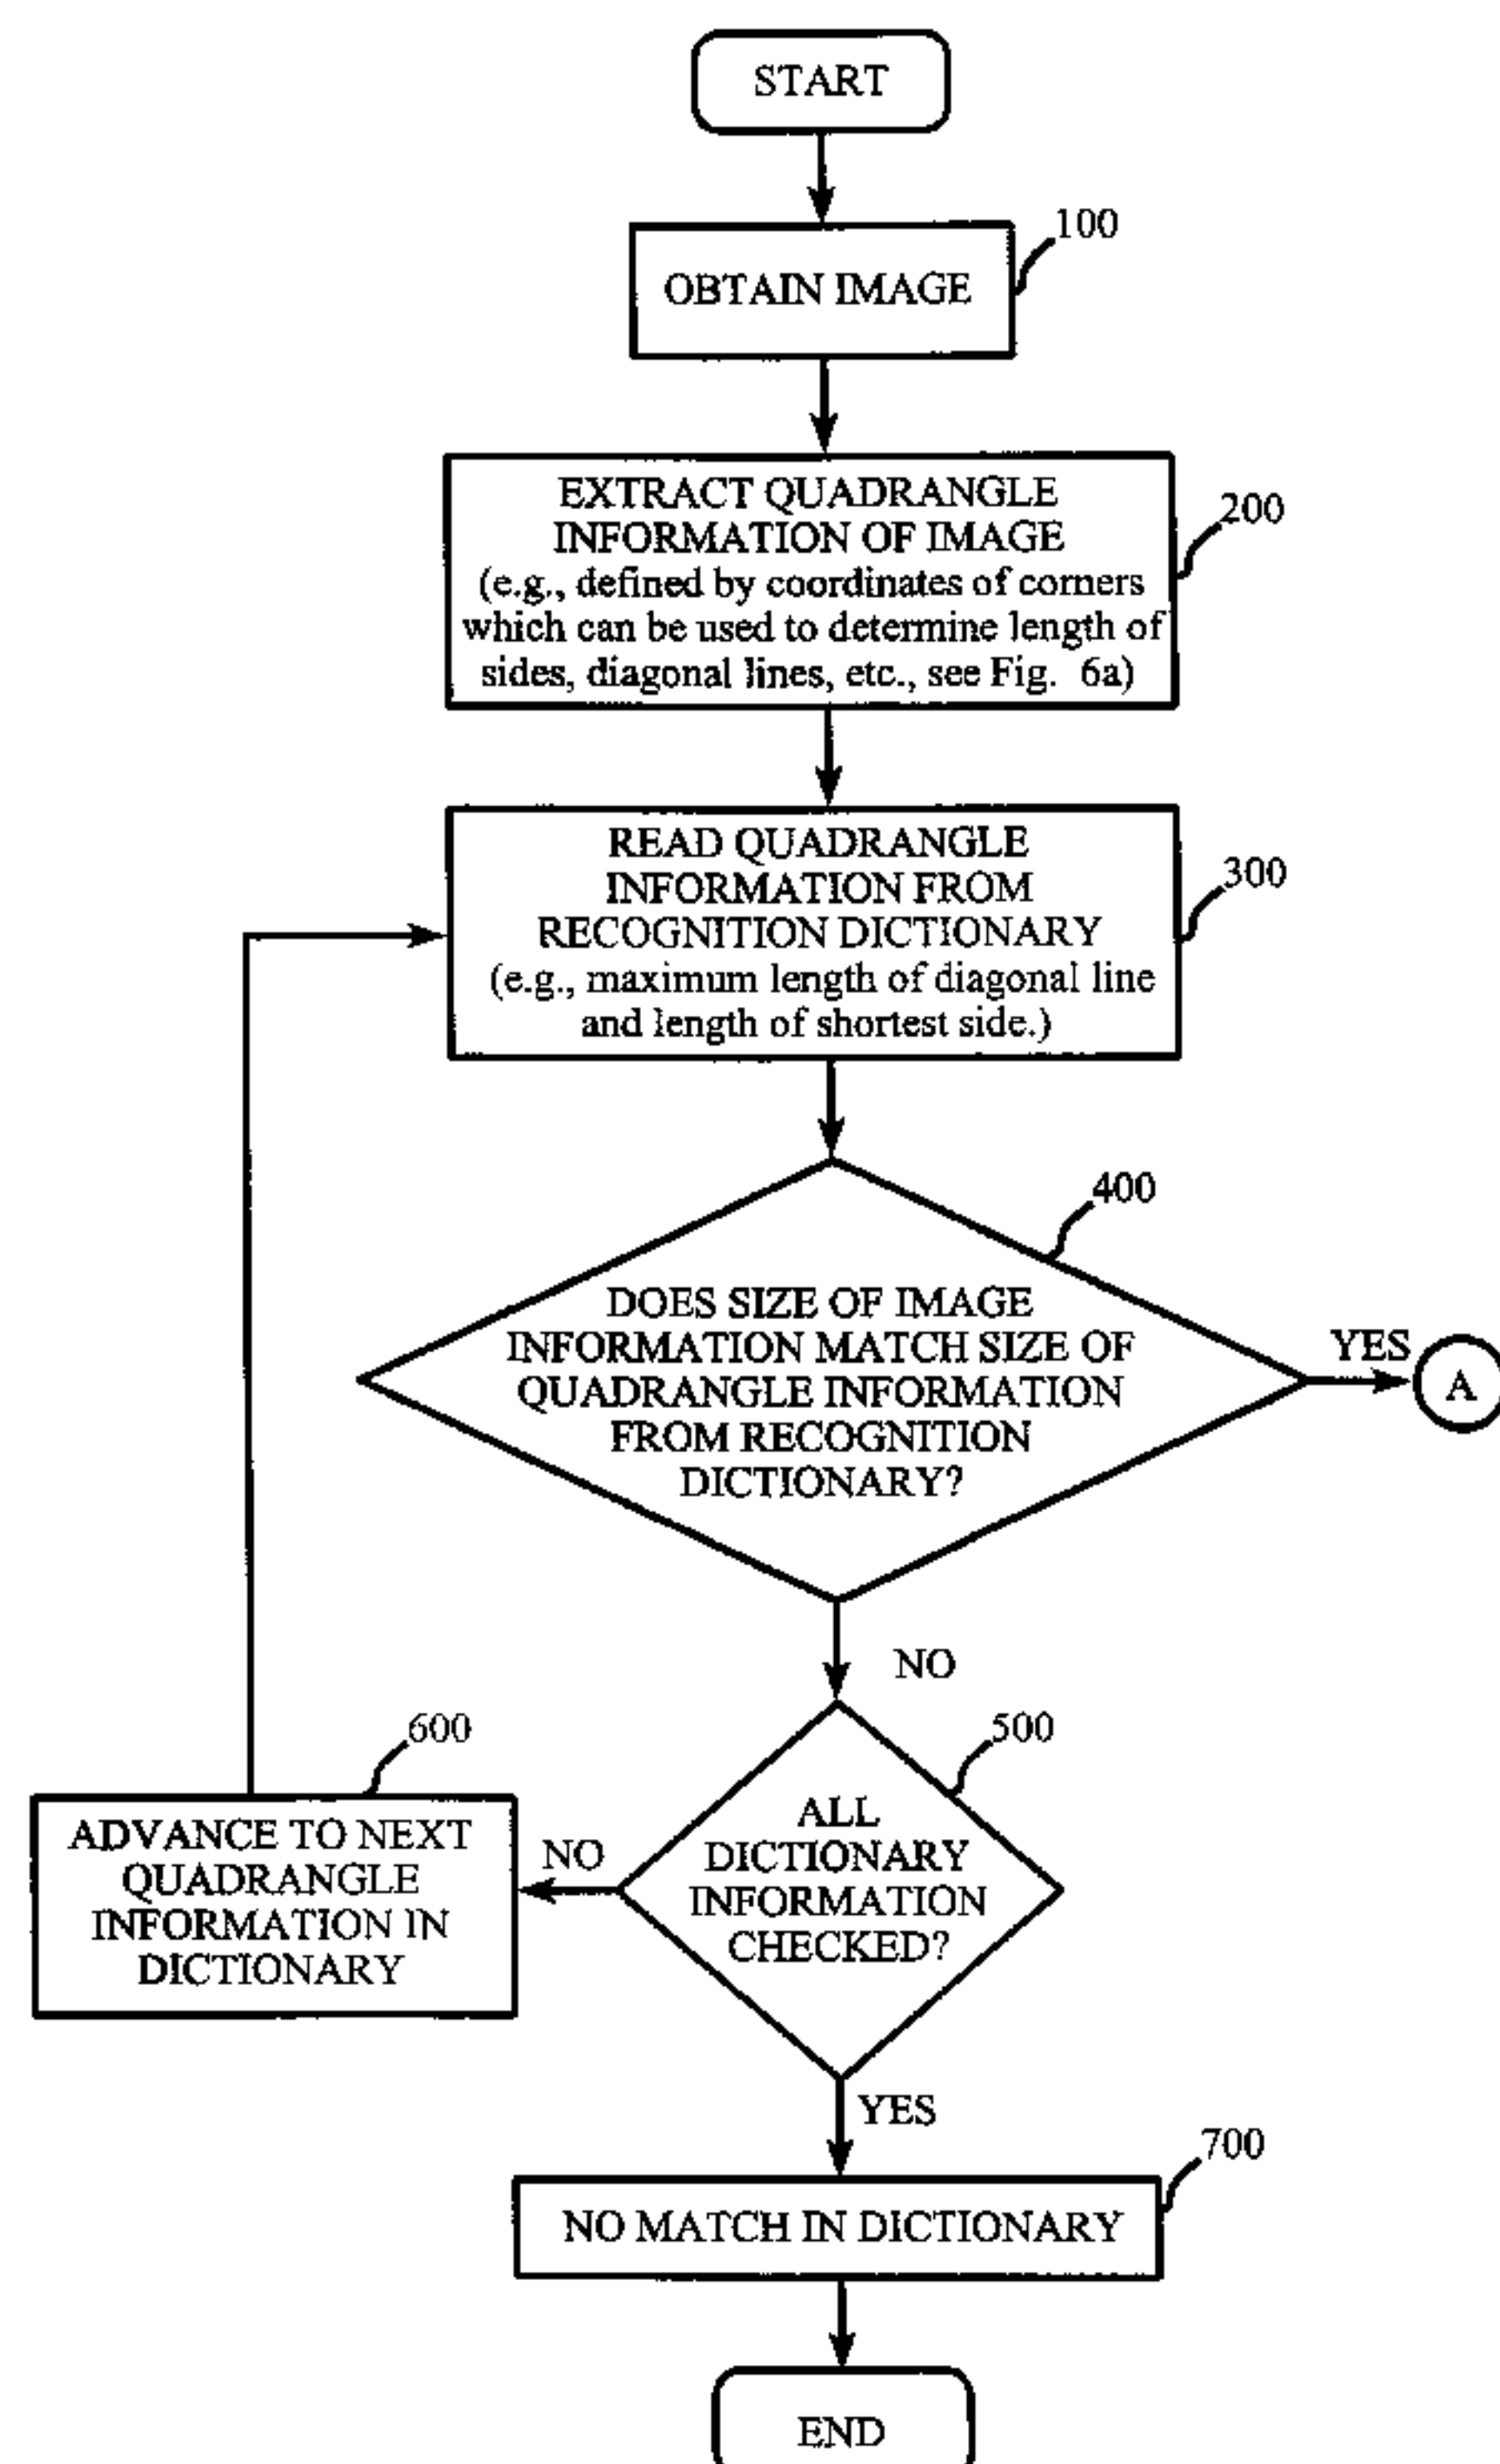 START
100
OBTAIN IMAGE
EXTRACT QUADRANGLE
INFORMATION OF IMAGE
(e.g., defined by coordinates of corners
which can be used to determine length of
sides, diagonal lines, etc., see Fig. 6a)
200
READ QUADRANGLE
INFORMATION FROM
RECOGNITION DICTIONARY
(e.g., maximum length of diagonal line
and length of shortest side.)
300
400
DOES SIZE OF IMAGE
INFORMATION MATCH SIZE OF
QUADRANGLE INFORMATION
FROM RECOGNITION
DICTIONARY?
YES
A
NO
500
ALL
DICTIONARY
INFORMATION
CHECKED?
NO
600
ADVANCE TO NEXT
QUADRANGLE
INFORMATION IN
DICTIONARY
YES
700
NO MATCH IN DICTIONARY
END